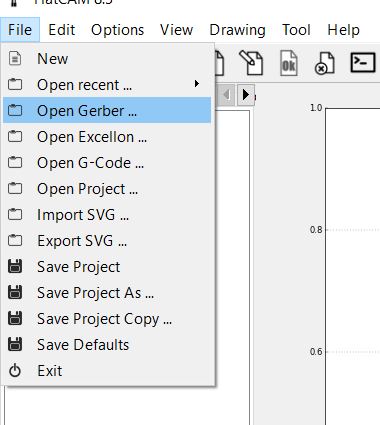 FlatCAM 8.5
File Edit Options View Drawing Tool Help
Ok
New
Open recent ...
Open Gerber ...
Open Excellon ...
Open G-Code ...
Open Project ...
Import SVG ...
Export SVG ...
Save Project
Save Project As ...
Save Project Copy ...
Save Defaults
Exit
1.0
0.8
0.6